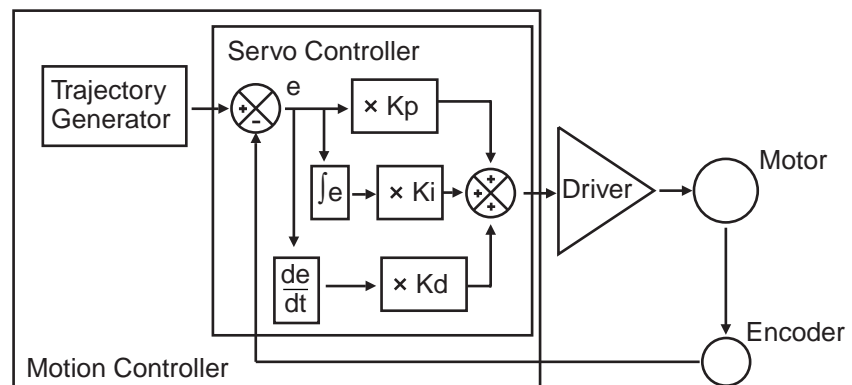 Servo Controller
Trajectory
Generator
e
+
−
× Kp
∫e
× Ki
+
+
+
de
dt
× Kd
Driver
Motor
Encoder
Motion Controller